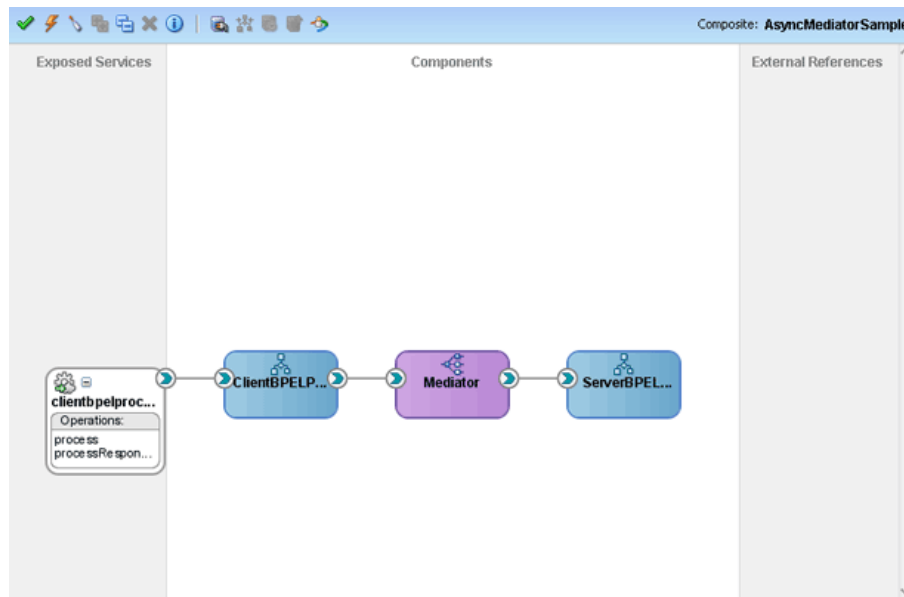 Composite: AsyncMediatorSample
Exposed Services
Components
External References
clientbpelproc...
Operations:
process
processRespon...
ClientBPELP...
Mediator
ServerBPEL...